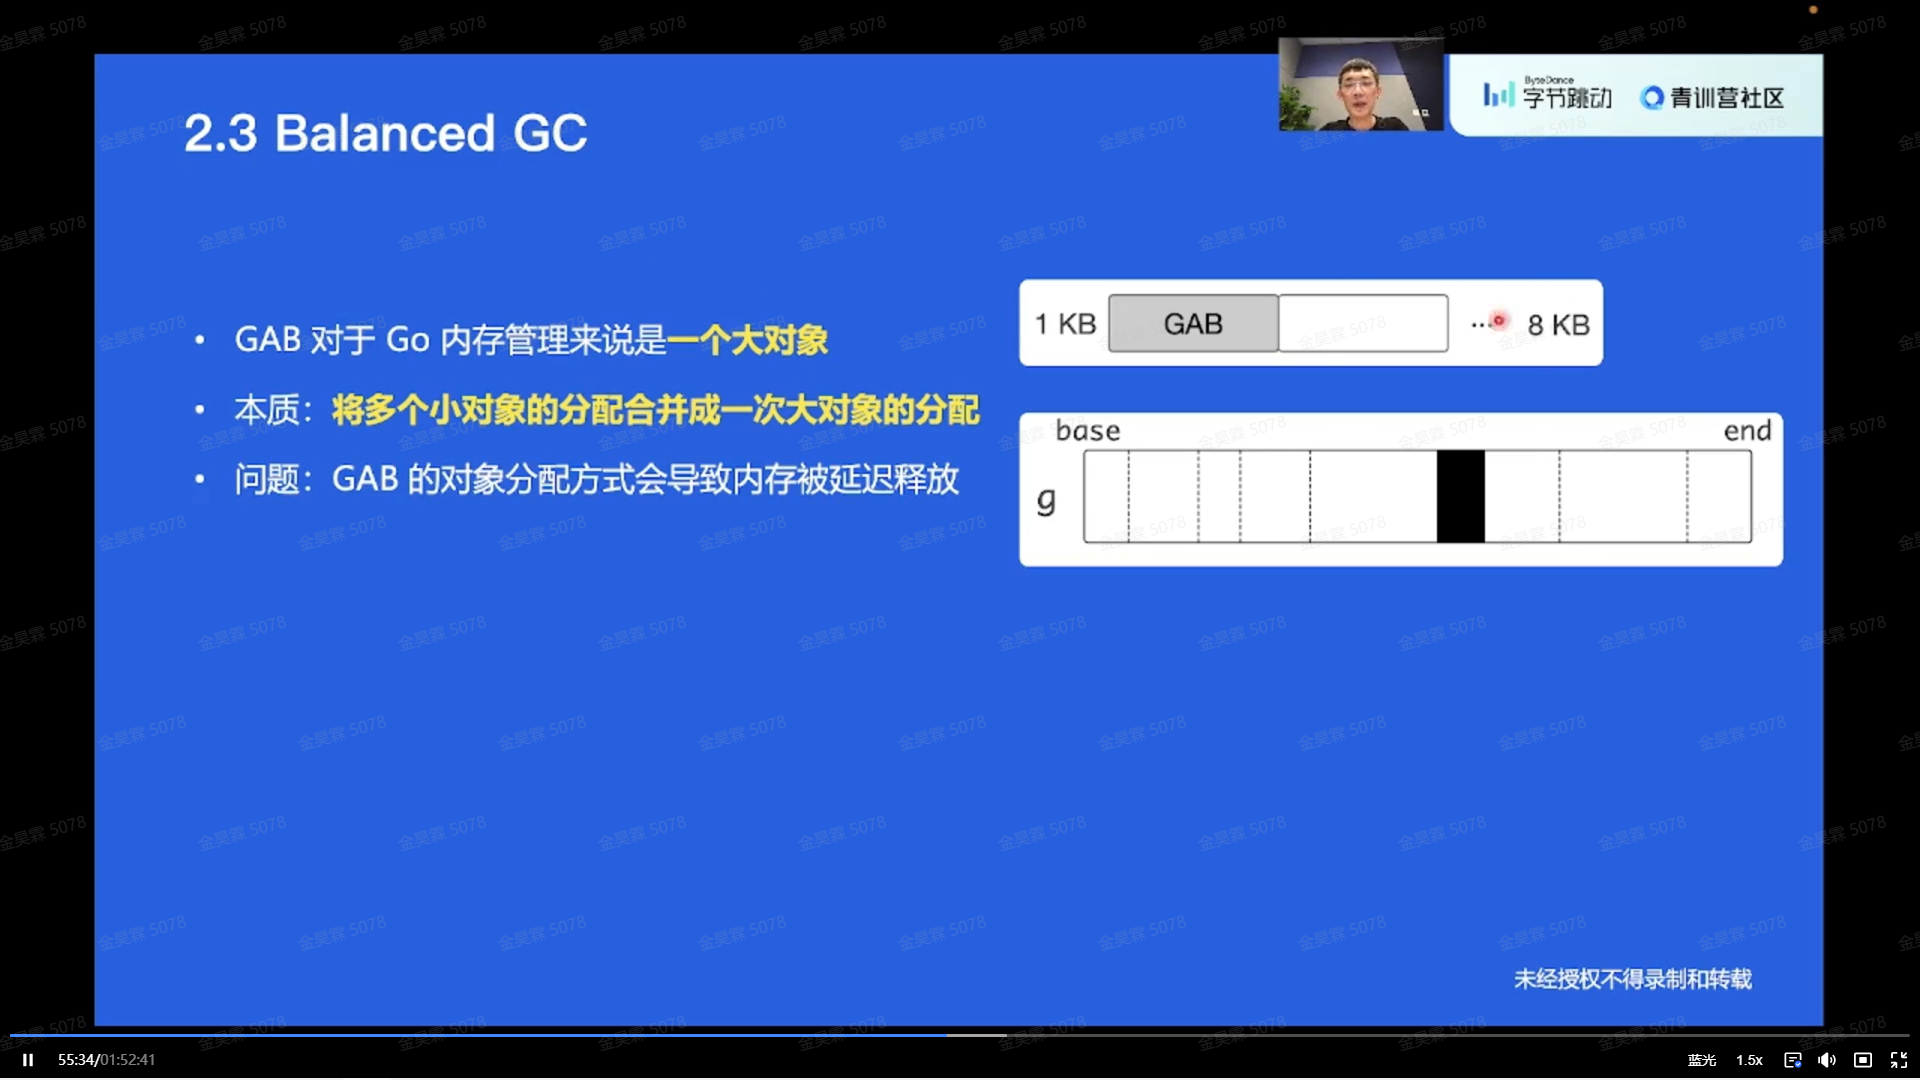 ByteDance
字节跳动
青训营社区
2.3 Balanced GC
• GAB 对于 Go 内存管理来说是一个大对象
• 本质：将多个小对象的分配合并成一次大对象的分配
• 问题：GAB 的对象分配方式会导致内存被延迟释放
1 KB GAB ... 8 KB
base end
g
未经授权不得录制和转载
55:34/01:52:41
蓝光 1.5x
金昊霖 5078